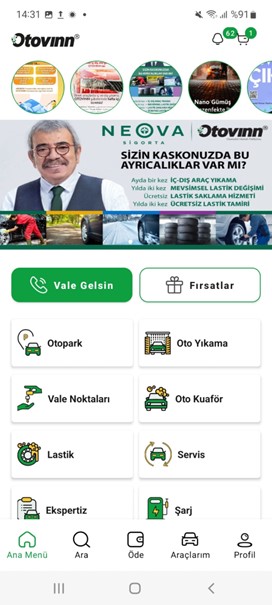 14:31
%91
Otovinn
62
1
Nano Gümüş
NEOVA
SİGORTA
Otovinn
SİZİN KASKONUZDA BU
AYRICALIKLAR VAR MI?
Ayda bir kez İÇ-DIŞ ARAÇ YIKAMA
Yılda iki kez MEVSİMSEL LASTİK DEĞİŞİMİ
Ücretsiz LASTİK SAKLAMA HİZMETİ
Yılda iki kez ÜCRETSİZ LASTİK TAMİRİ
Vale Gelsin
Fırsatlar
Otopark
Oto Yıkama
Vale Noktaları
Oto Kuaför
Lastik
Servis
Ekspertiz
Şarj
Ana Menü
Ara
Öde
Araçlarım
Profil